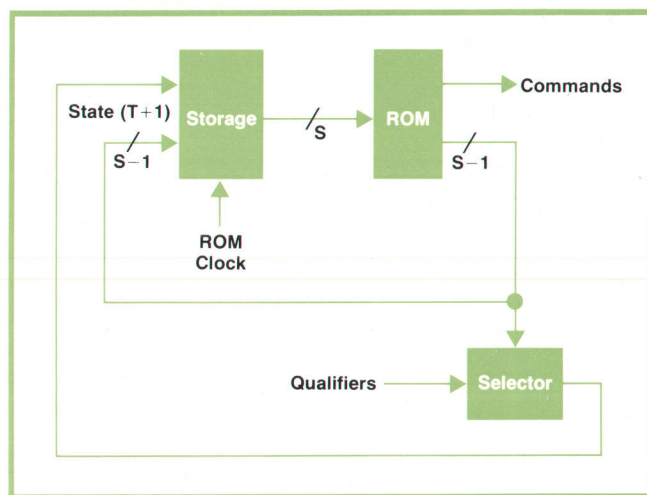 Commands
State (T+1)
Storage
ROM
S
S–1
S–1
ROM
Clock
Qualifiers
Selector